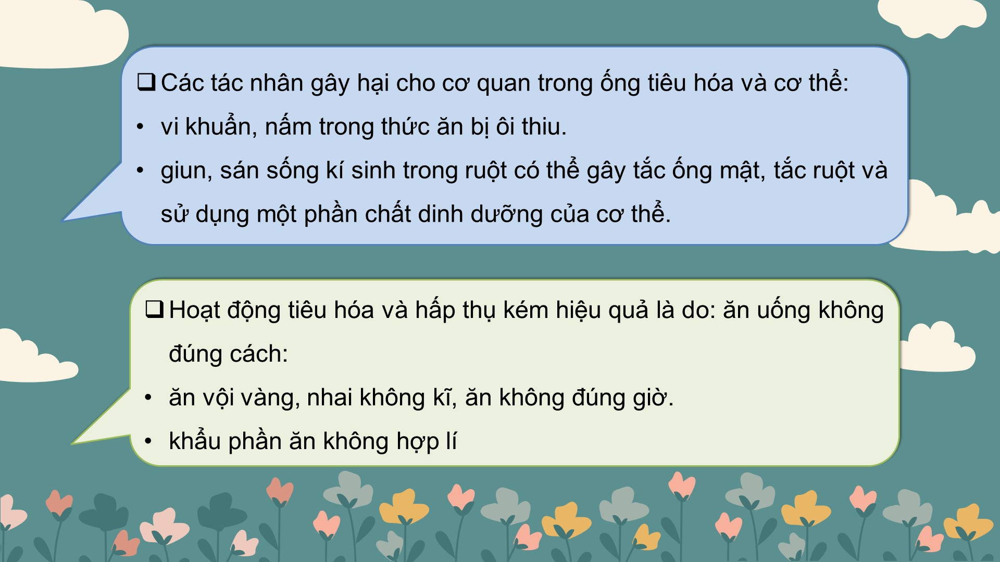 ❑ Các tác nhân gây hại cho cơ quan trong ống tiêu hóa và cơ thể:
• vi khuẩn, nấm trong thức ăn bị ôi thiu.
• giun, sán sống kí sinh trong ruột có thể gây tắc ống mật, tắc ruột và
sử dụng một phần chất dinh dưỡng của cơ thể.
❑ Hoạt động tiêu hóa và hấp thụ kém hiệu quả là do: ăn uống không
đúng cách:
• ăn vội vàng, nhai không kĩ, ăn không đúng giờ.
• khẩu phần ăn không hợp lí